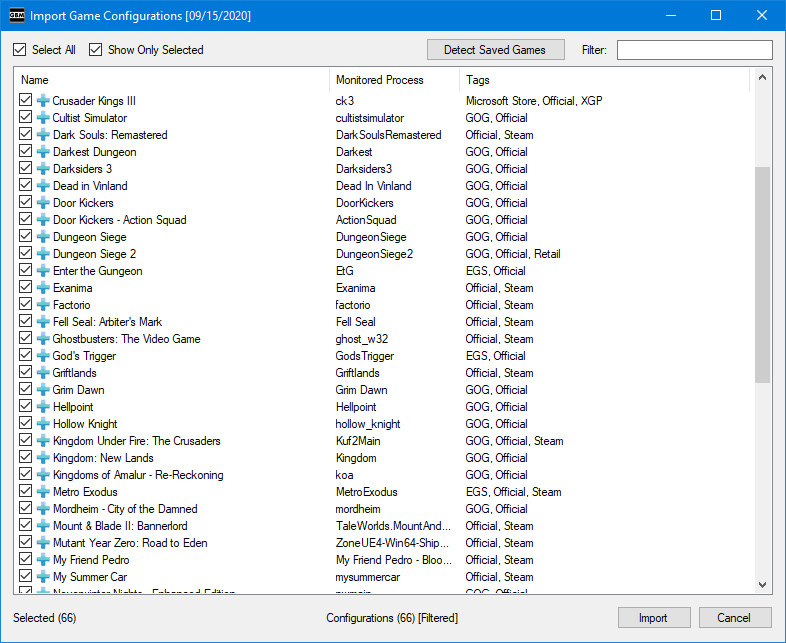 GBM Import Game Configurations [09/15/2020]
Select All Show Only Selected Detect Saved Games Filter:
Name Monitored Process Tags
Crusader Kings III ck3 Microsoft Store, Official, XGP
Cultist Simulator cultistsimulator GOG, Official
Dark Souls: Remastered DarkSoulsRemastered Official, Steam
Darkest Dungeon Darkest GOG, Official
Darksiders 3 Darksiders3 GOG, Official
Dead in Vinland Dead In Vinland GOG, Official
Door Kickers DoorKickers GOG, Official
Door Kickers - Action Squad ActionSquad GOG, Official
Dungeon Siege DungeonSiege GOG, Official
Dungeon Siege 2 DungeonSiege2 GOG, Official, Retail
Enter the Gungeon EtG EGS, Official
Exanima Exanima Official, Steam
Factorio factorio Official, Steam
Fell Seal: Arbiter's Mark Fell Seal Official, Steam
Ghostbusters: The Video Game ghost_w32 Official, Steam
God's Trigger GodsTrigger EGS, Official
Griftlands Griftlands Official, Steam
Grim Dawn Grim Dawn GOG, Official
Hellpoint Hellpoint GOG, Official
Hollow Knight hollow_knight GOG, Official
Kingdom Under Fire: The Crusaders Kuf2Main GOG, Official, Steam
Kingdom: New Lands Kingdom GOG, Official
Kingdoms of Amalur - Re-Reckoning koa GOG, Official
Metro Exodus MetroExodus EGS, Official, Steam
Mordheim - City of the Damned mordheim GOG, Official
Mount & Blade II: Bannerlord TaleWorlds.MountAnd... Official, Steam
Mutant Year Zero: Road to Eden ZoneUE4-Win64-Ship... Official, Steam
My Friend Pedro My Friend Pedro - Bloo... Official, Steam
My Summer Car mysummercar Official, Steam
Neverwinter Nights - Enhanced Edition nwmain GOG, Official
Selected (66) Configurations (66) [Filtered] Import Cancel